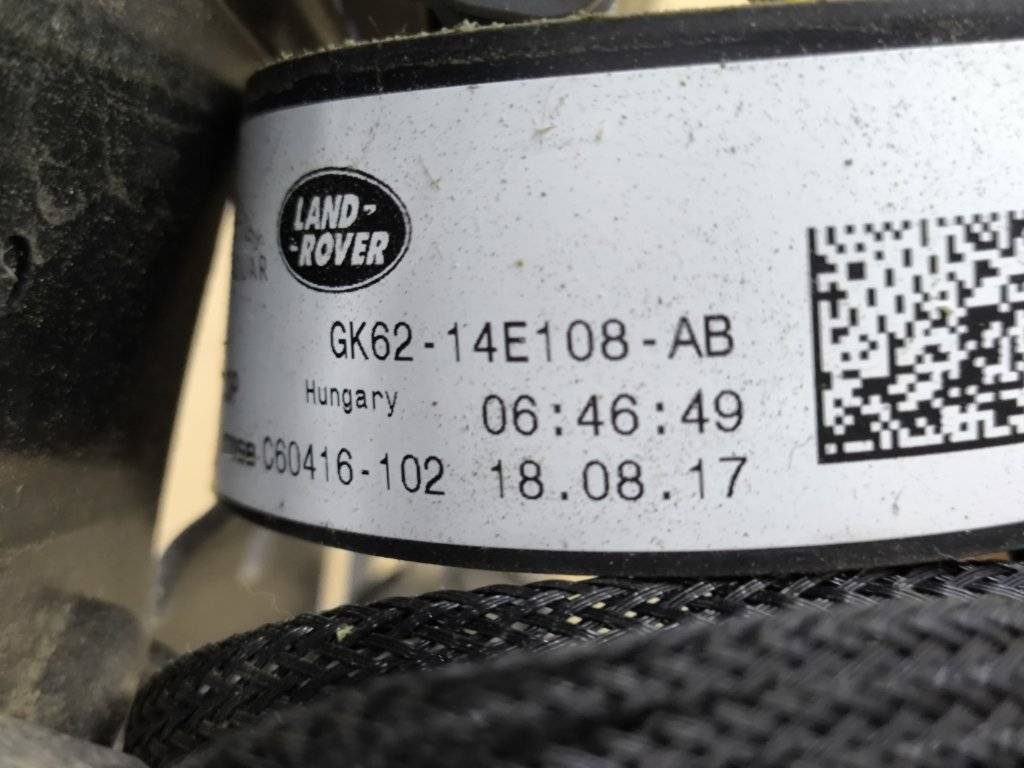 LAND-
-ROVER
GK62-14E108-AB
Hungary 06:46:49
C60416-102 18.08.17